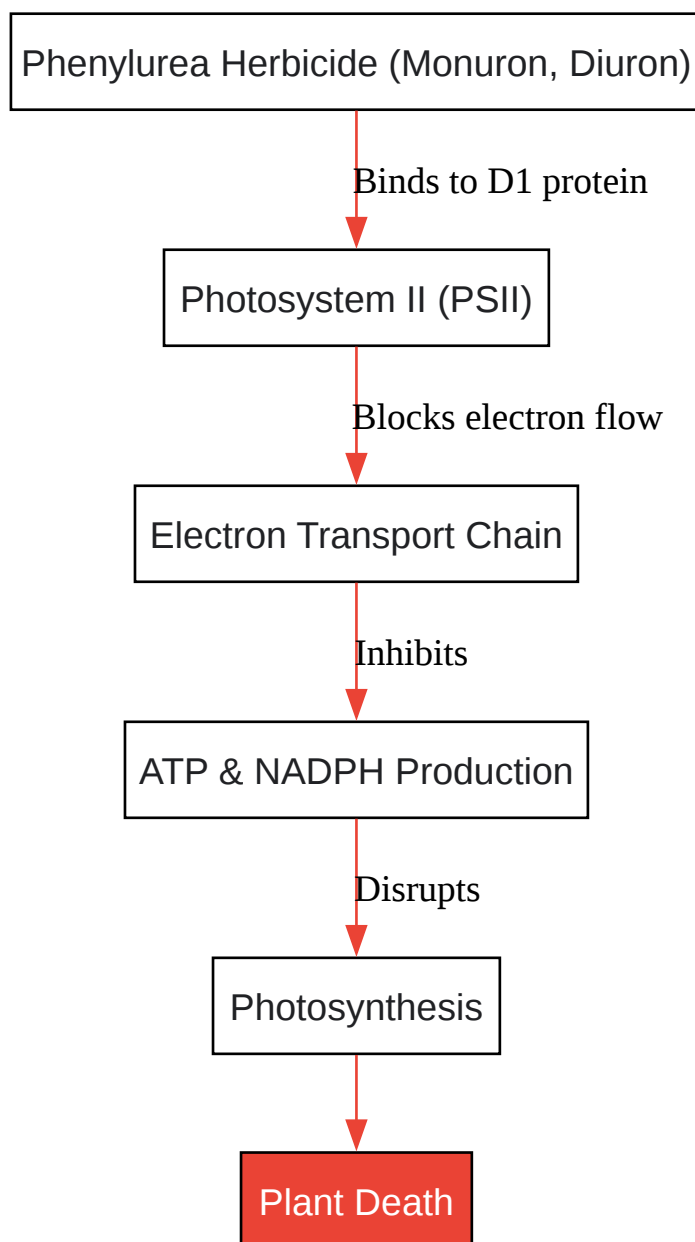 Phenylurea Herbicide (Monuron, Diuron)
Binds to D1 protein
Photosystem II (PSII)
Blocks electron flow
Electron Transport Chain
Inhibits
ATP & NADPH Production
Disrupts
Photosynthesis
Plant Death